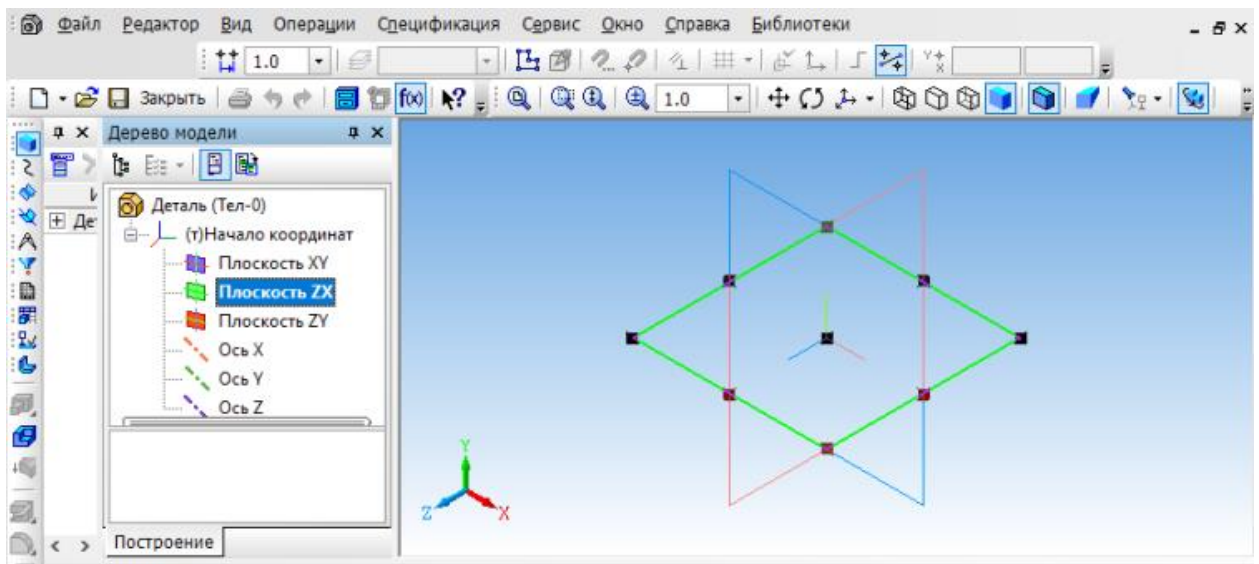 Файл Редактор Вид Операции Спецификация Сервис Окно Справка Библиотеки
1.0
Закрыть f(x) 1.0
Дерево модели
Деталь (Тел-0)
(т)Начало координат
Плоскость XY
Плоскость ZX
Плоскость ZY
Ось X
Ось Y
Ось Z
Де
Построение
Y
Z
X